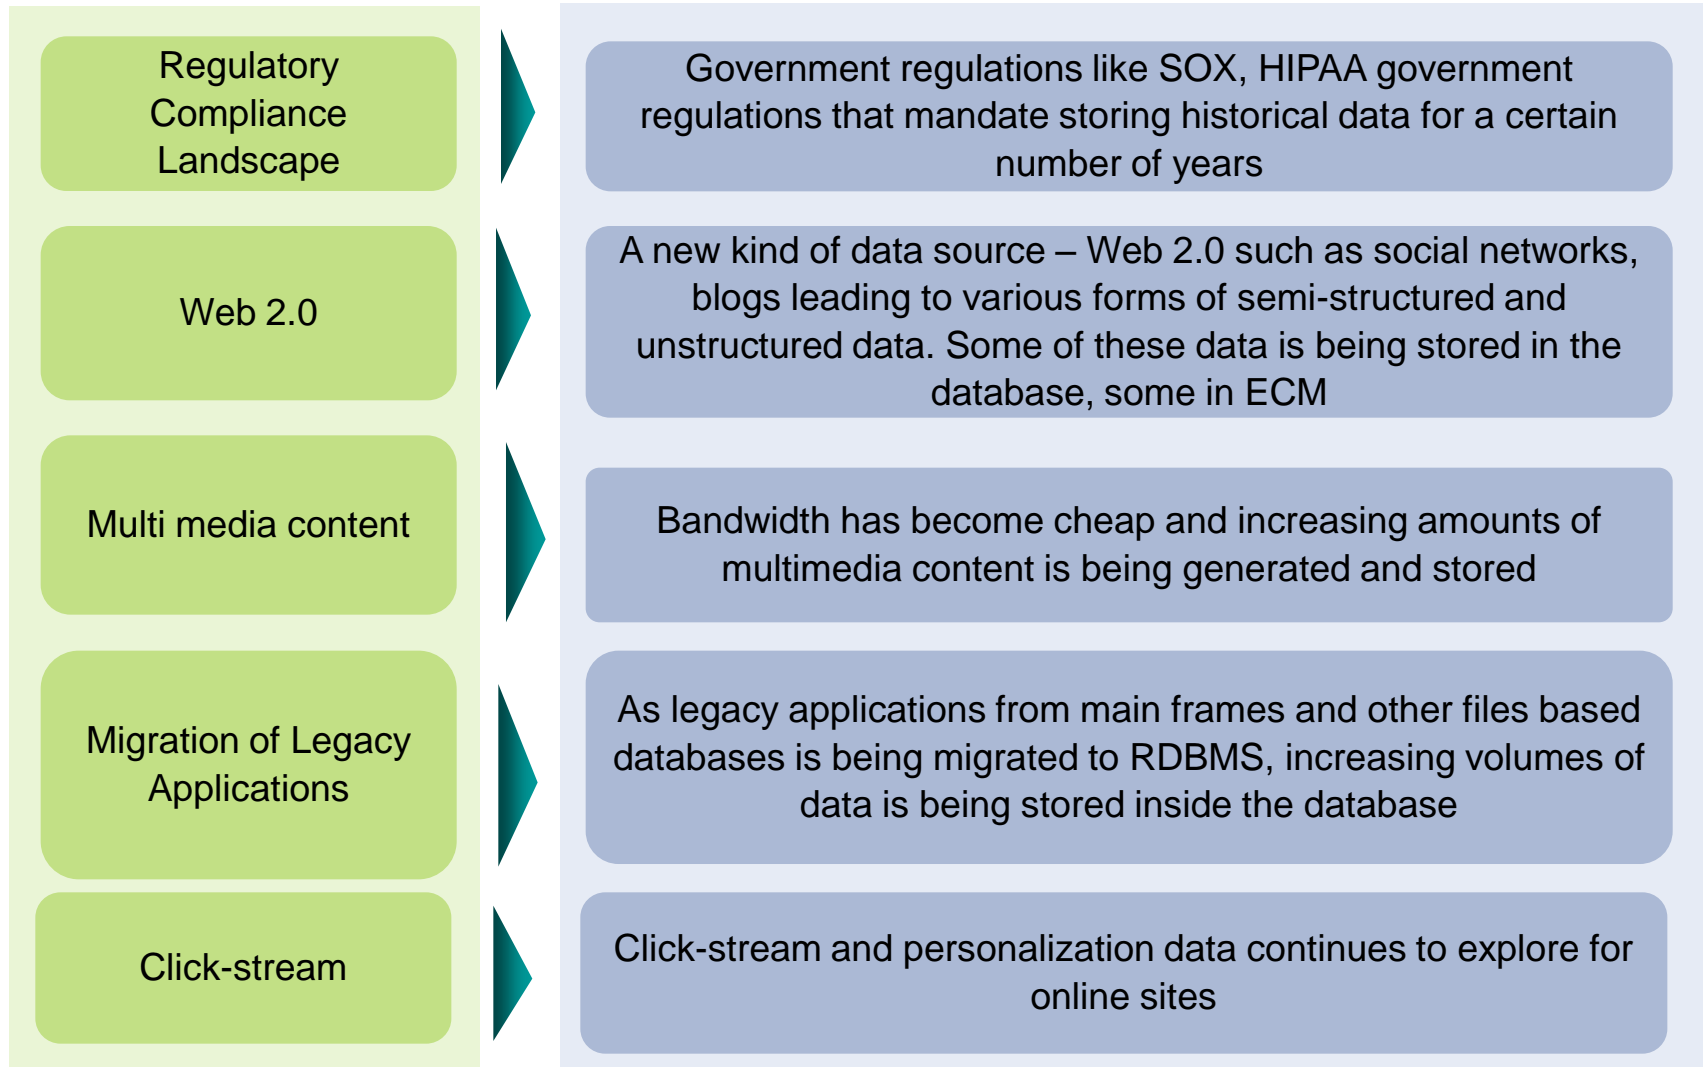 Regulatory
Compliance
Landscape
Government regulations like SOX, HIPAA government
regulations that mandate storing historical data for a certain
number of years
Web 2.0
A new kind of data source – Web 2.0 such as social networks,
blogs leading to various forms of semi-structured and
unstructured data. Some of these data is being stored in the
database, some in ECM
Multi media content
Bandwidth has become cheap and increasing amounts of
multimedia content is being generated and stored
Migration of Legacy
Applications
As legacy applications from main frames and other files based
databases is being migrated to RDBMS, increasing volumes of
data is being stored inside the database
Click-stream
Click-stream and personalization data continues to explore for
online sites